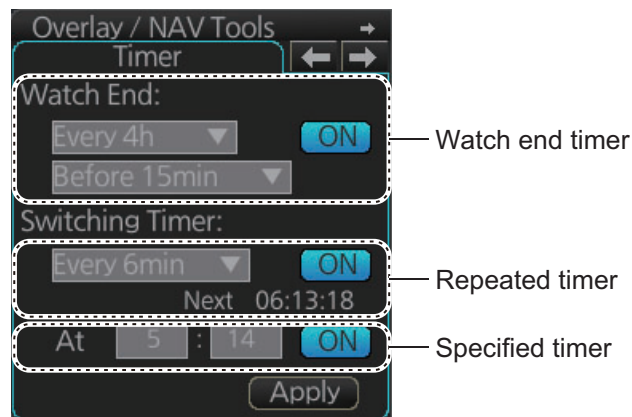 Overlay / NAV Tools
Timer
Watch End:
Every 4h ON
Before 15min
Watch end timer
Switching Timer:
Every 6min ON
Next 06:13:18
Repeated timer
At 5 : 14 ON
Specified timer
Apply